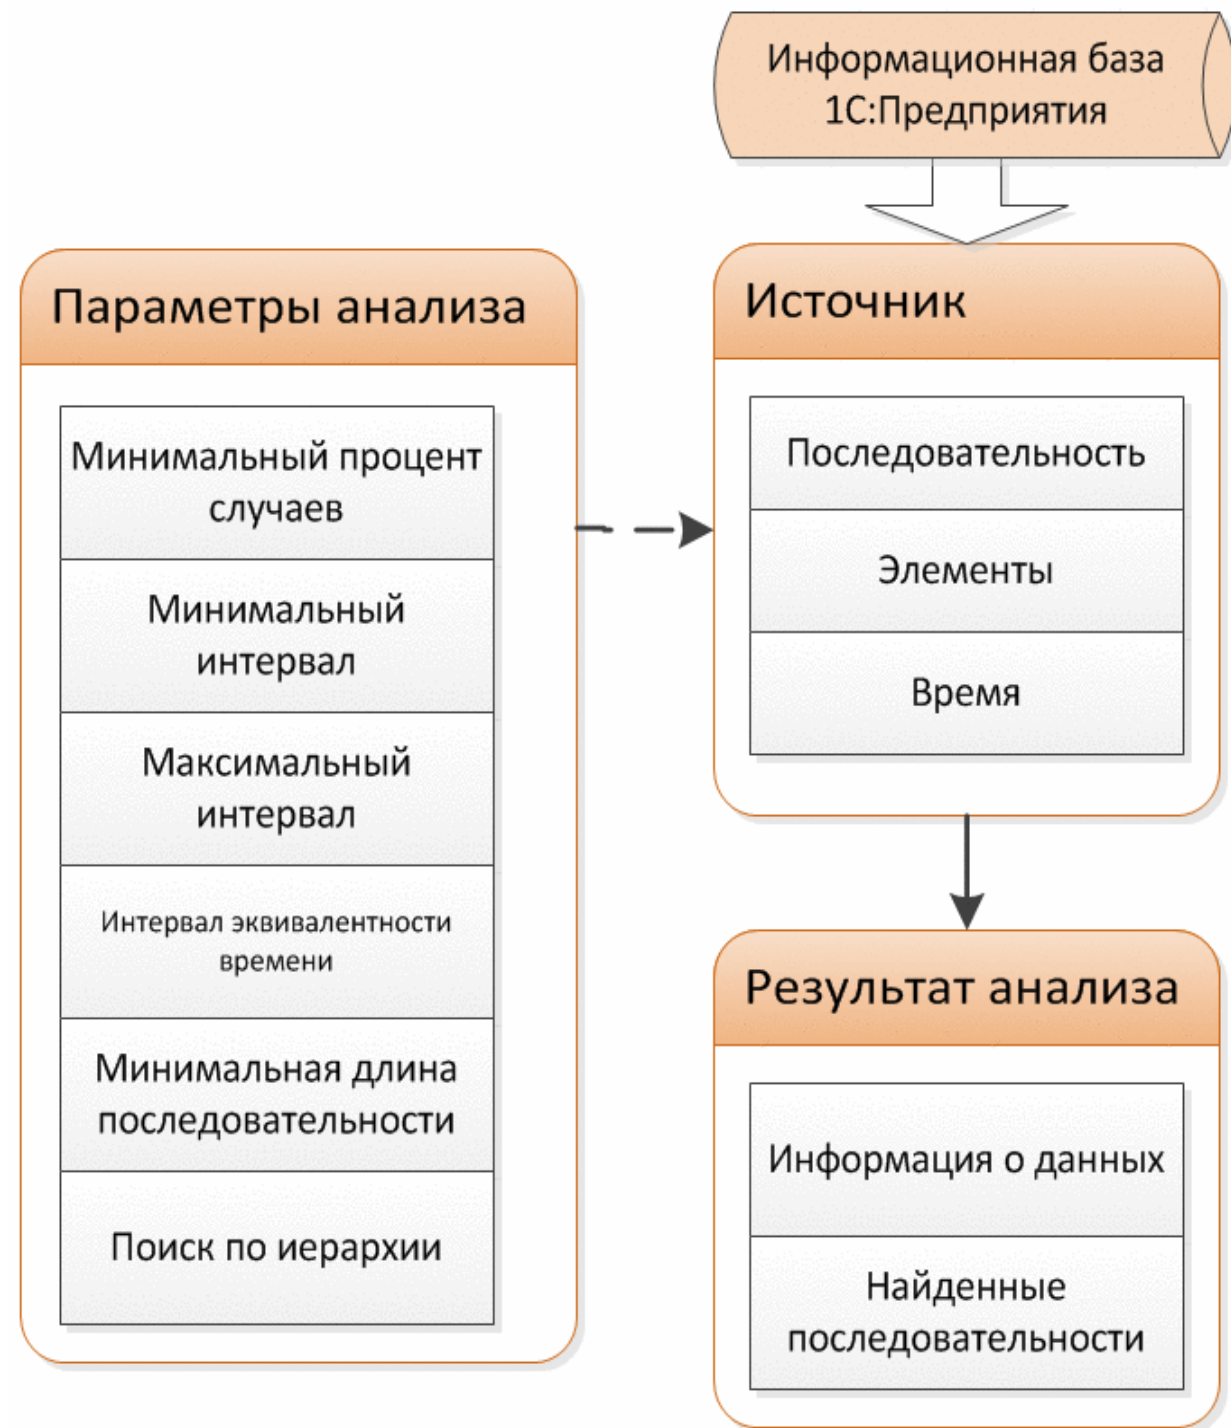 Информационная база
1С:Предприятия
Параметры анализа
Минимальный процент
случаев
Минимальный
интервал
Максимальный
интервал
Интервал эквивалентности
времени
Минимальная длина
последовательности
Поиск по иерархии
Источник
Последовательность
Элементы
Время
Результат анализа
Информация о данных
Найденные
последовательности